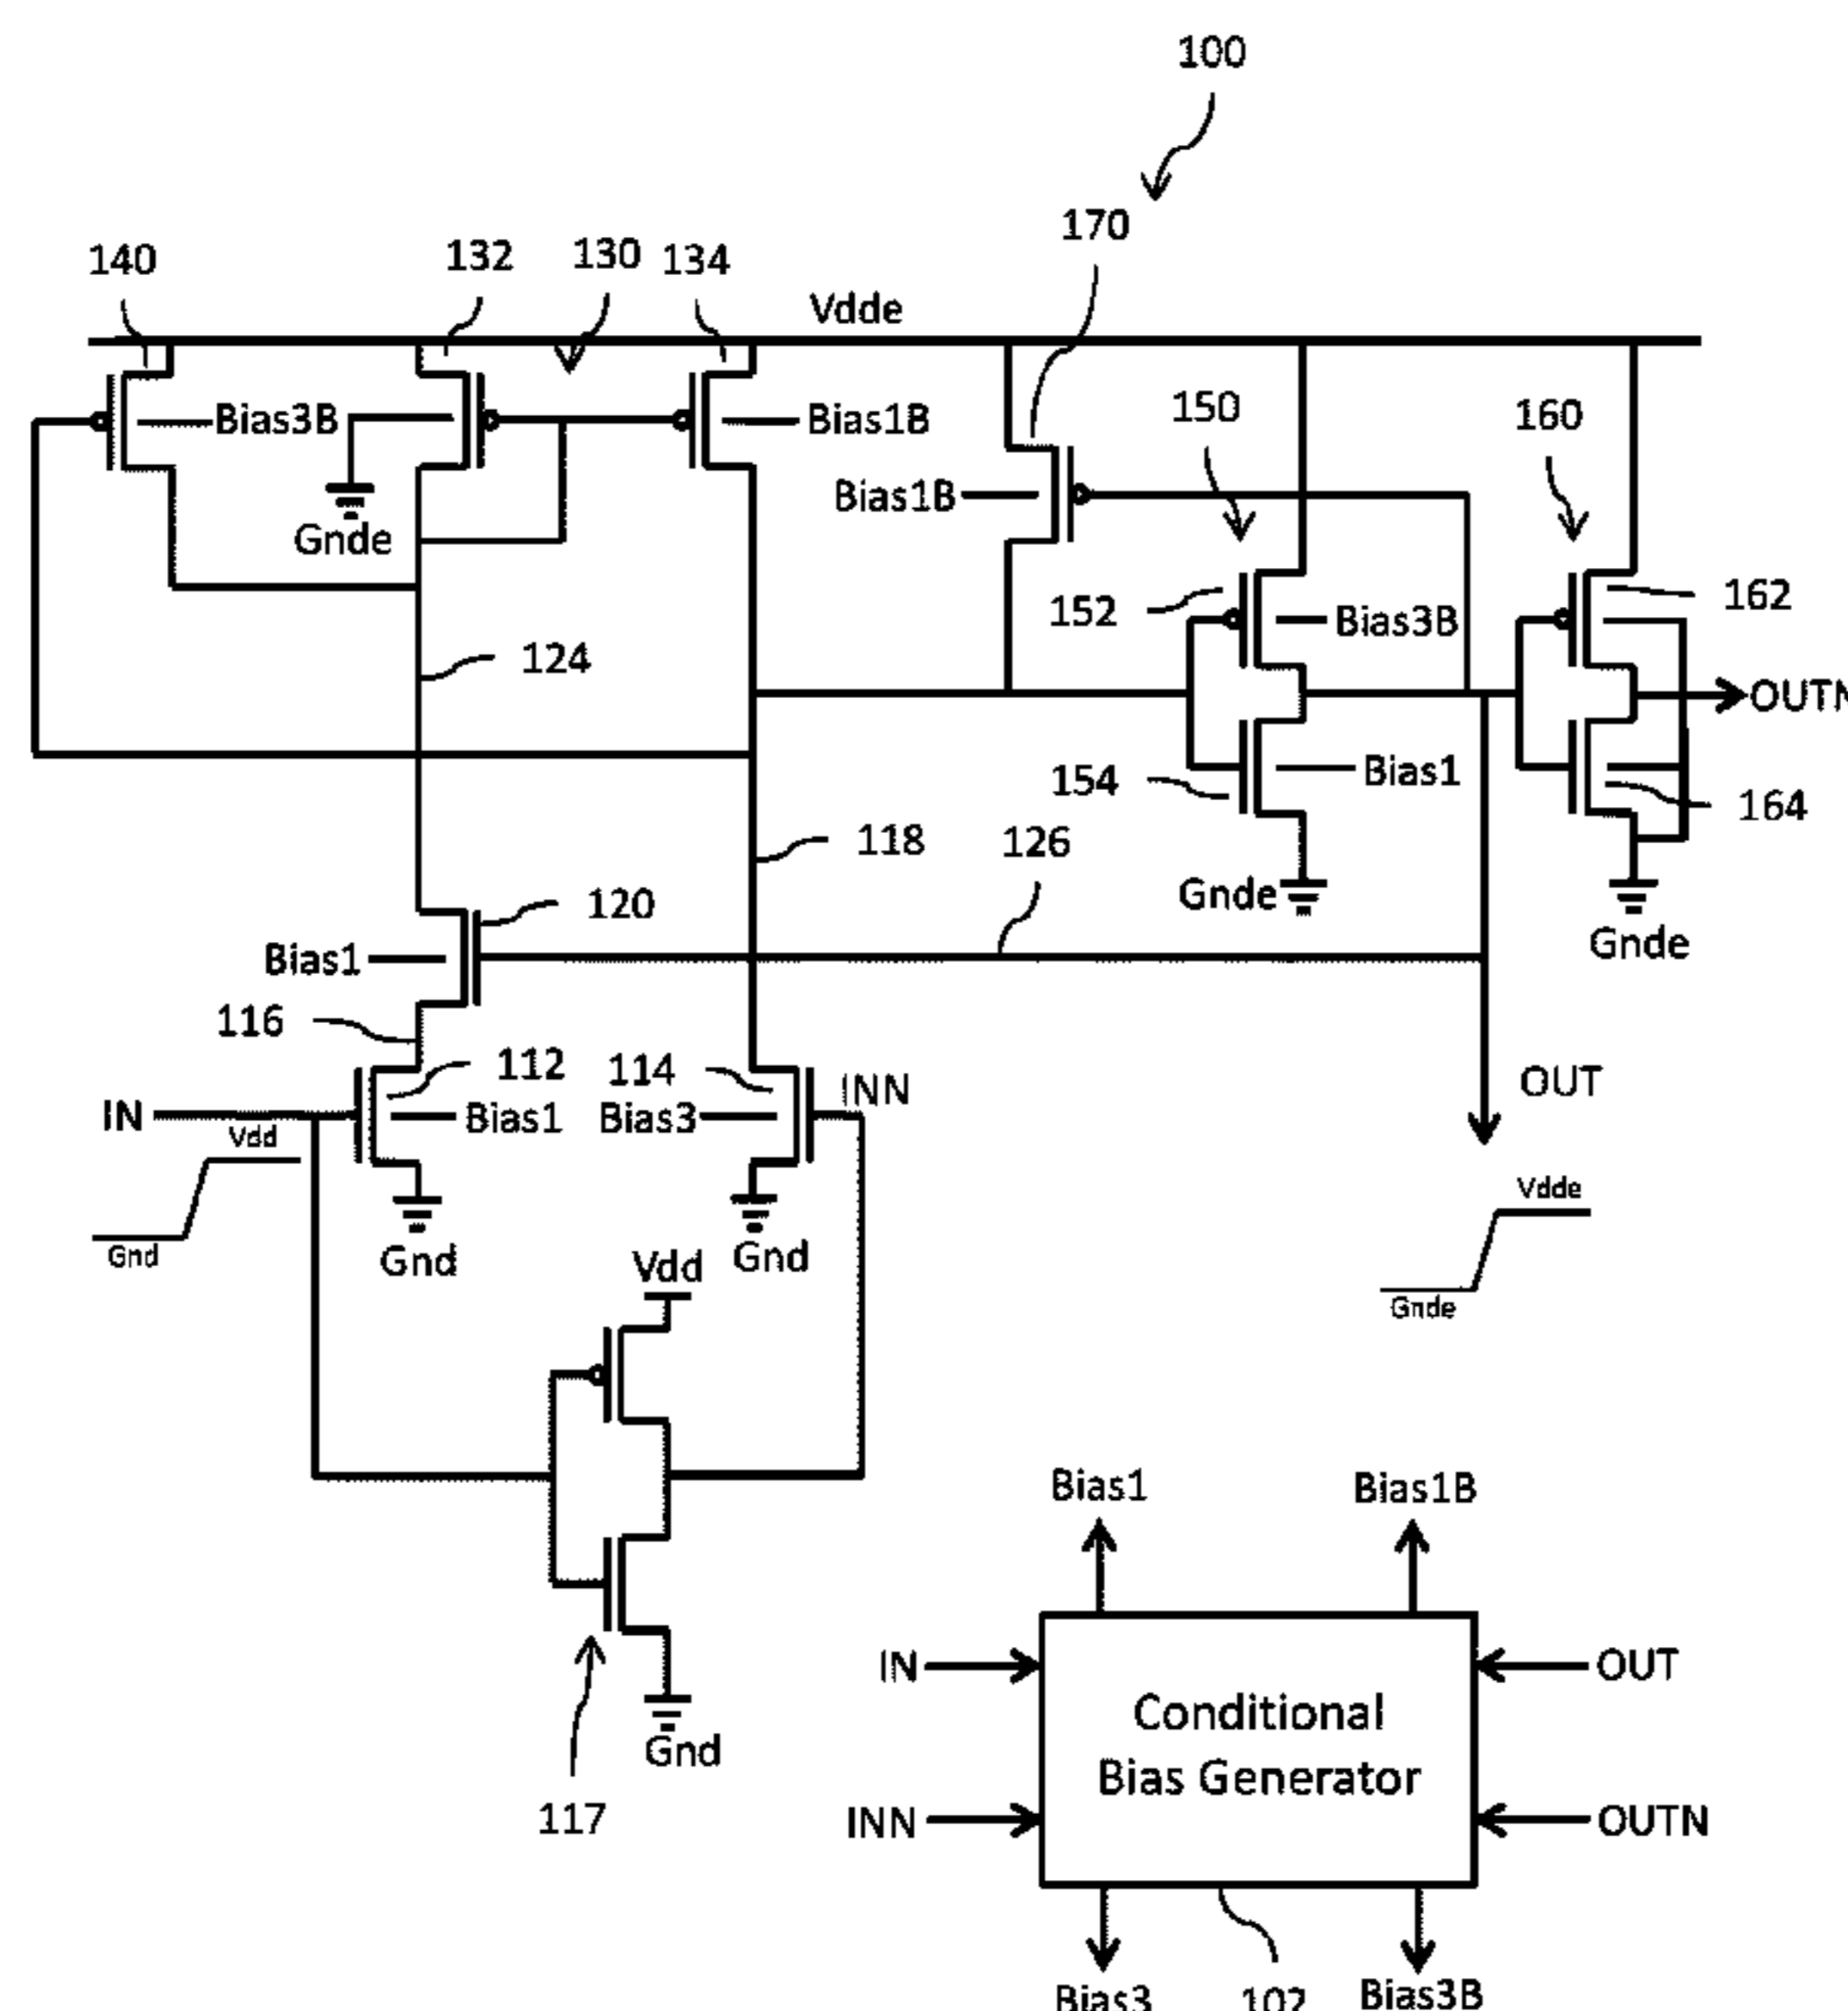 100
170
140
132
130
134
Vdde
Bias3B
Bias1B
150
160
Bias1B
Gnde
152
Bias3B
162
124
OUTN
154
Bias1
164
118
126
120
Gnde
Gnde
Bias1
116
112
114
INN
OUT
IN
Vdd
Bias1
Bias3
Vdde
Gnd
Gnd
Gnd
Vdd
Gnde
Bias1
Bias1B
IN
OUT
Conditional
Gnd
Bias Generator
117
INN
OUTN
Bias3
102
Bias3B